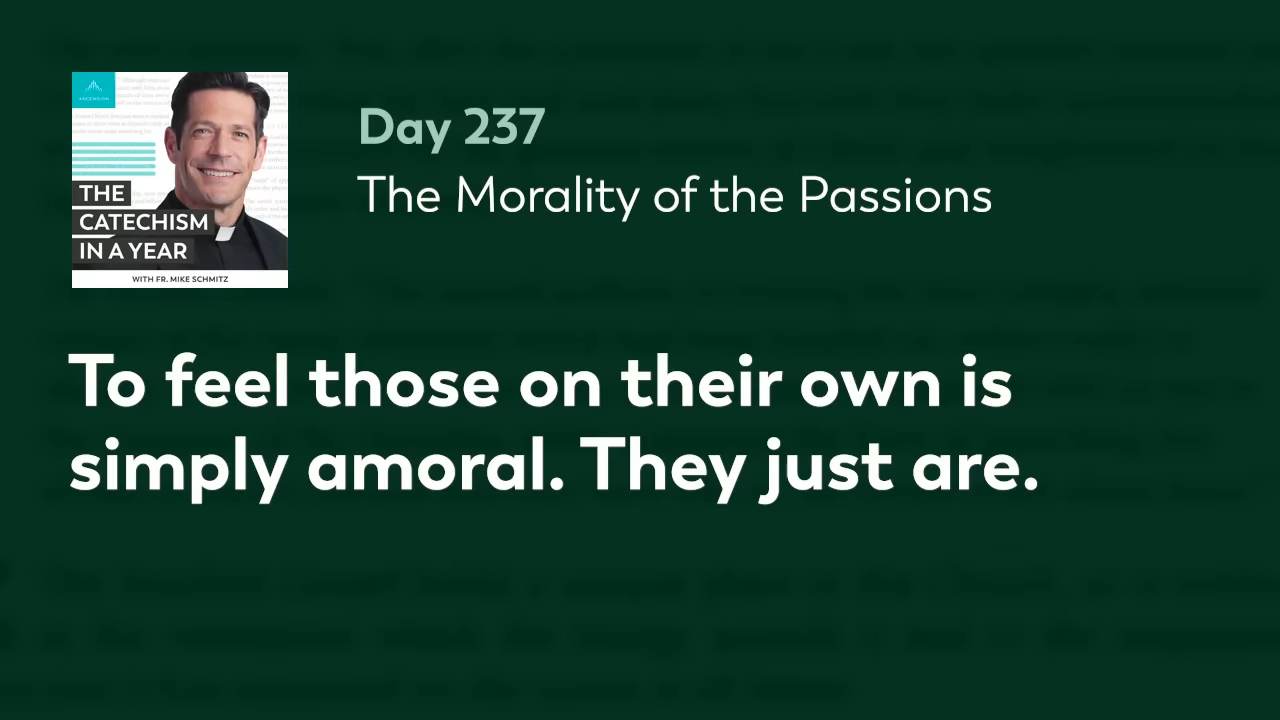 ASCENSION
THE
CATECHISM
IN A YEAR
WITH FR. MIKE SCHMITZ
Day 237
The Morality of the Passions
To feel those on their own is
simply amoral. They just are.